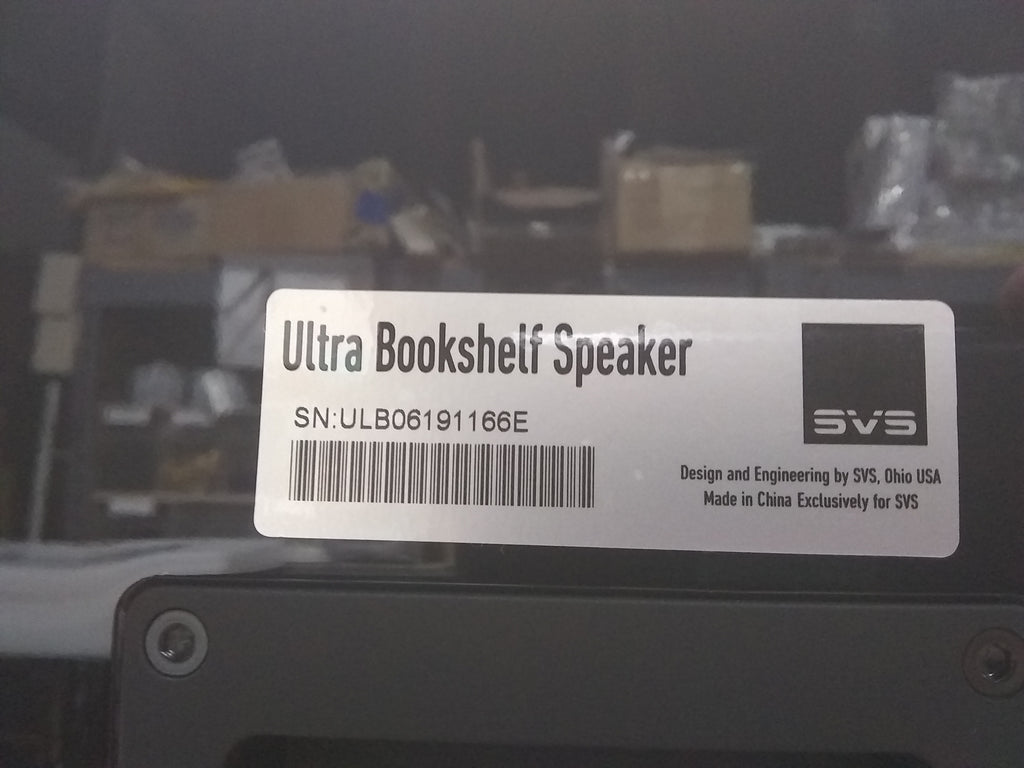 Ultra Bookshelf Speaker
SN:ULB06191166E
SVS
Design and Engineering by SVS, Ohio USA
Made in China Exclusively for SVS